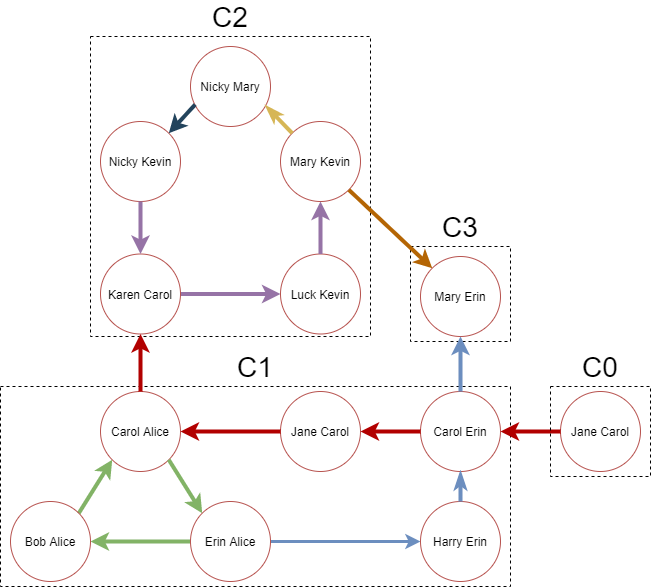 C2
Nicky Mary
Nicky Kevin
Mary Kevin
C3
Karen Carol
Luck Kevin
Mary Erin
C1
C0
Carol Alice
Jane Carol
Carol Erin
Jane Carol
Bob Alice
Erin Alice
Harry Erin